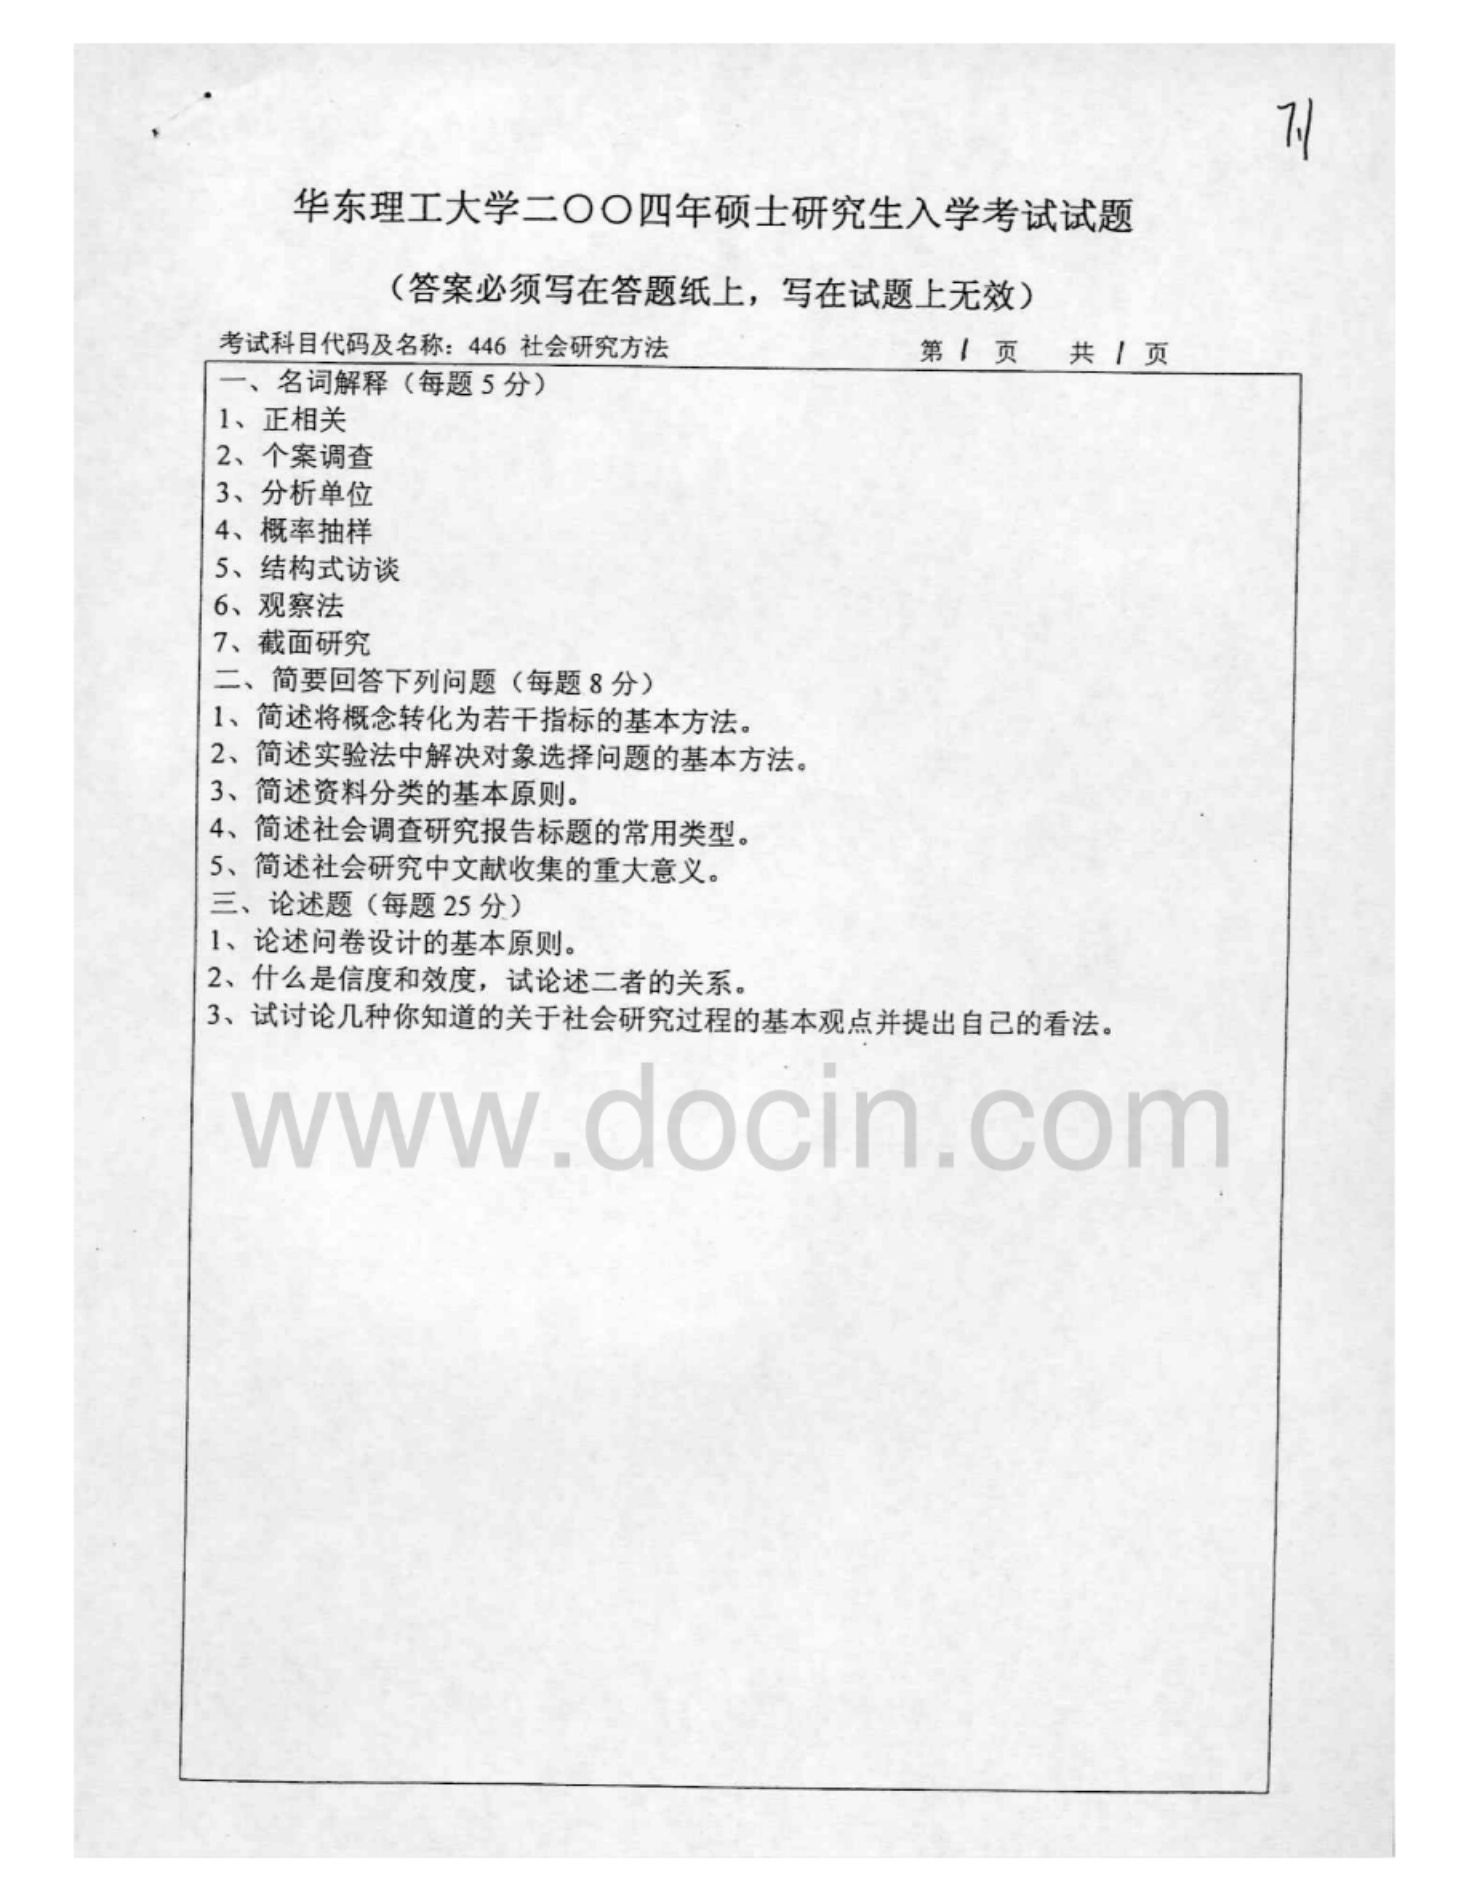 华东理工大学二〇〇四年硕士研究生入学考试试题
（答案必须写在答题纸上，写在试题上无效）
考试科目代码及名称：446 社会研究方法 第 1 页 共 1 页
一、名词解释（每题 5 分）
1、正相关
2、个案调查
3、分析单位
4、概率抽样
5、结构式访谈
6、观察法
7、截面研究
二、简要回答下列问题（每题 8 分）
1、简述将概念转化为若干指标的基本方法。
2、简述实验法中解决对象选择问题的基本方法。
3、简述资料分类的基本原则。
4、简述社会调查研究报告标题的常用类型。
5、简述社会研究中文献收集的重大意义。
三、论述题（每题 25 分）
1、论述问卷设计的基本原则。
2、什么是信度和效度，试论述二者的关系。
3、试讨论几种你知道的关于社会研究过程的基本观点并提出自己的看法。
www.docin.com